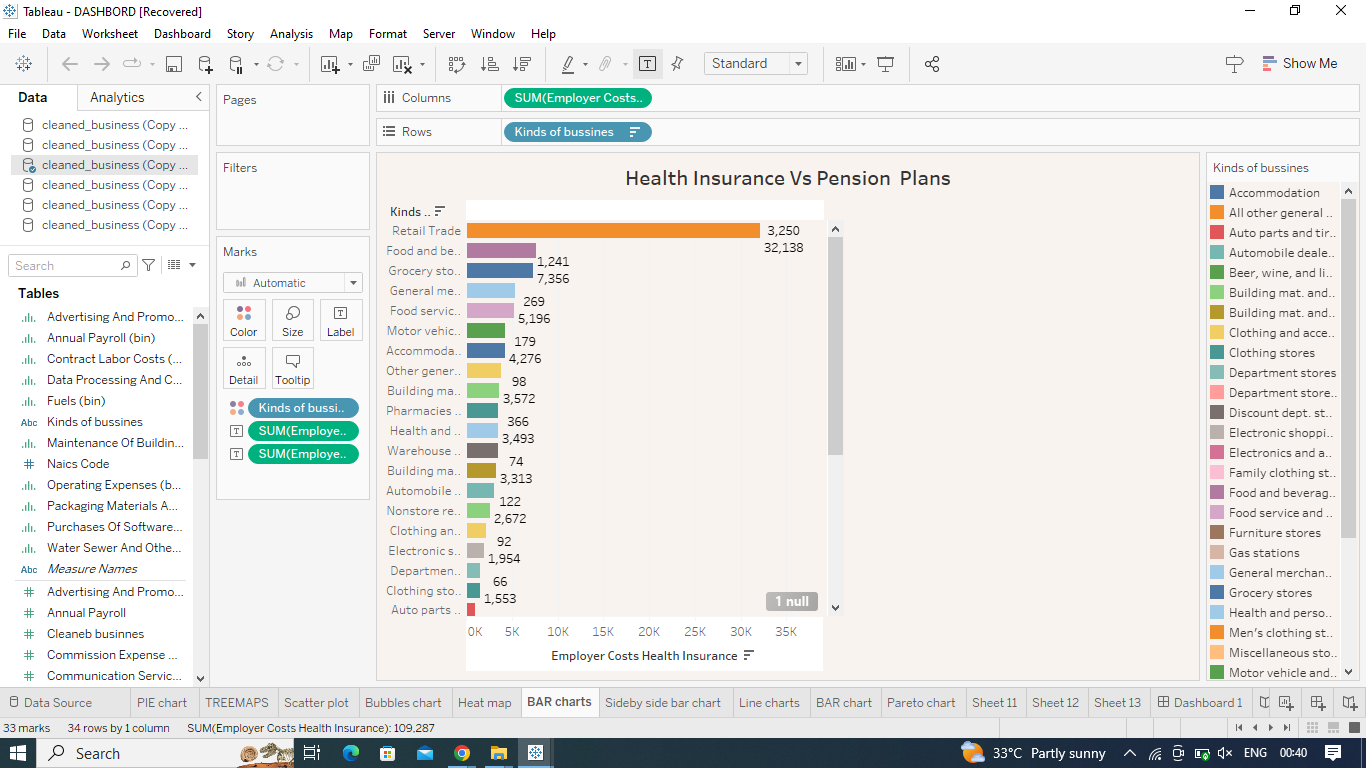 Tableau - DASHBORD [Recovered]
File Data Worksheet Dashboard Story Analysis Map Format Server Window Help
Standard
Show Me
Data Analytics
cleaned_business (Copy ...
cleaned_business (Copy ...
cleaned_business (Copy ...
cleaned_business (Copy ...
cleaned_business (Copy ...
cleaned_business (Copy ...
Search
Tables
Advertising And Promo...
Annual Payroll (bin)
Contract Labor Costs (...
Data Processing And C...
Fuels (bin)
Abc Kinds of bussines
Maintenance Of Buildin...
Naics Code
Operating Expenses (b...
Packaging Materials A...
Purchases Of Software...
Water Sewer And Othe...
Abc Measure Names
Advertising And Promo...
Annual Payroll
Cleaneb businnes
Commission Expense ...
Communication Servic...
Pages
Filters
Marks
Automatic
Color Size Label
Detail Tooltip
Kinds of bussi..
SUM(Employe..
SUM(Employe..
Columns SUM(Employer Costs..
Rows Kinds of bussines
Health Insurance Vs Pension Plans
Kinds ..
Retail Trade
Food and be..
Grocery sto..
General me..
Food servic..
Motor vehic..
Accommoda..
Other gener..
Building ma..
Pharmacies ..
Health and ..
Warehouse ..
Building ma..
Automobile ..
Nonstore re..
Clothing an..
Electronic s..
Departmen..
Clothing sto..
Auto parts ..
3,250
32,138
1,241
7,356
269
5,196
179
4,276
98
3,572
366
3,493
74
3,313
122
2,672
92
1,954
66
1,553
1 null
0K 5K 10K 15K 20K 25K 30K 35K
Employer Costs Health Insurance
Kinds of bussines
Accommodation
All other general ..
Auto parts and tir..
Automobile deale..
Beer, wine, and li..
Building mat. and..
Building mat. and..
Clothing and acce..
Clothing stores
Department stores
Department store..
Discount dept. st..
Electronic shoppi..
Electronics and a..
Family clothing st..
Food and beverag..
Food service and ..
Furniture stores
Gas stations
General merchan..
Grocery stores
Health and perso..
Men's clothing st..
Miscellaneous sto..
Motor vehicle and..
Data Source PIE chart TREEMAPS Scatter plot Bubbles chart Heat map BAR charts Sideby side bar chart Line charts BAR chart Pareto chart Sheet 11 Sheet 12 Sheet 13 Dashboard 1
33 marks 34 rows by 1 column SUM(Employer Costs Health Insurance): 109,287
Search
33°C Partly sunny
ENG 00:40